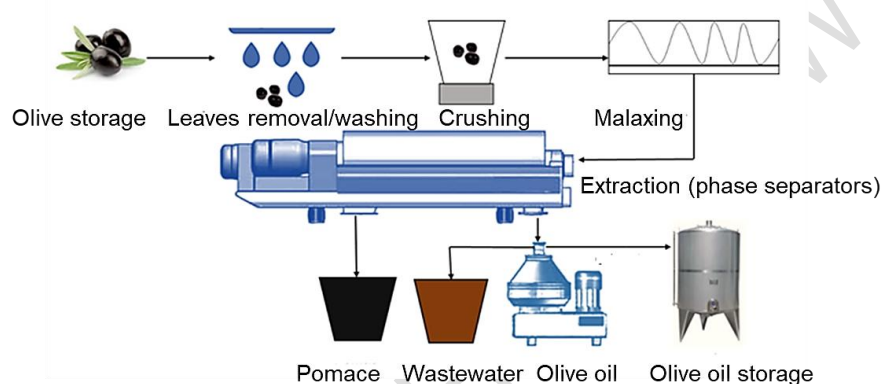 Olive storage
Leaves removal/washing
Crushing
Malaxing
Extraction (phase separators)
Pomace
Wastewater
Olive oil
Olive oil storage